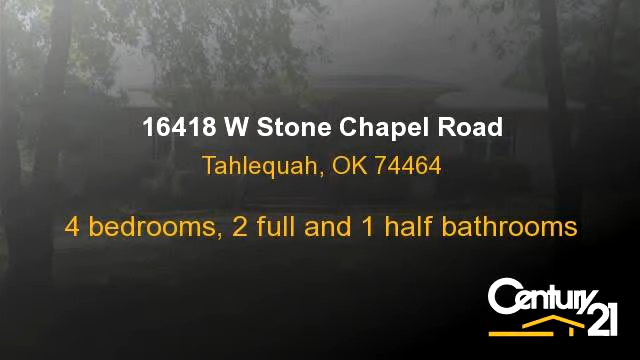 16418 W Stone Chapel Road
Tahlequah, OK 74464
4 bedrooms, 2 full and 1 half bathrooms
Century 21